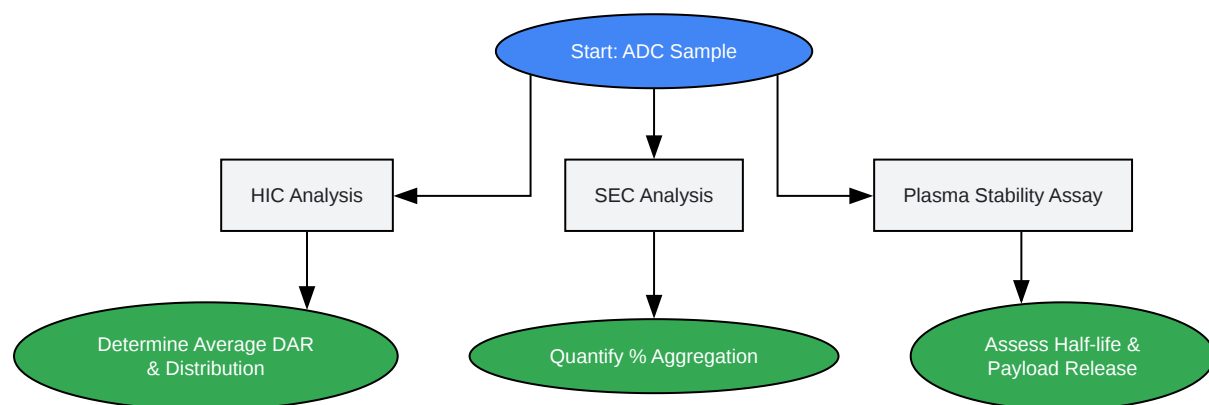 Start: ADC Sample
HIC Analysis
SEC Analysis
Plasma Stability Assay
Determine Average DAR
& Distribution
Quantify % Aggregation
Assess Half-life &
Payload Release